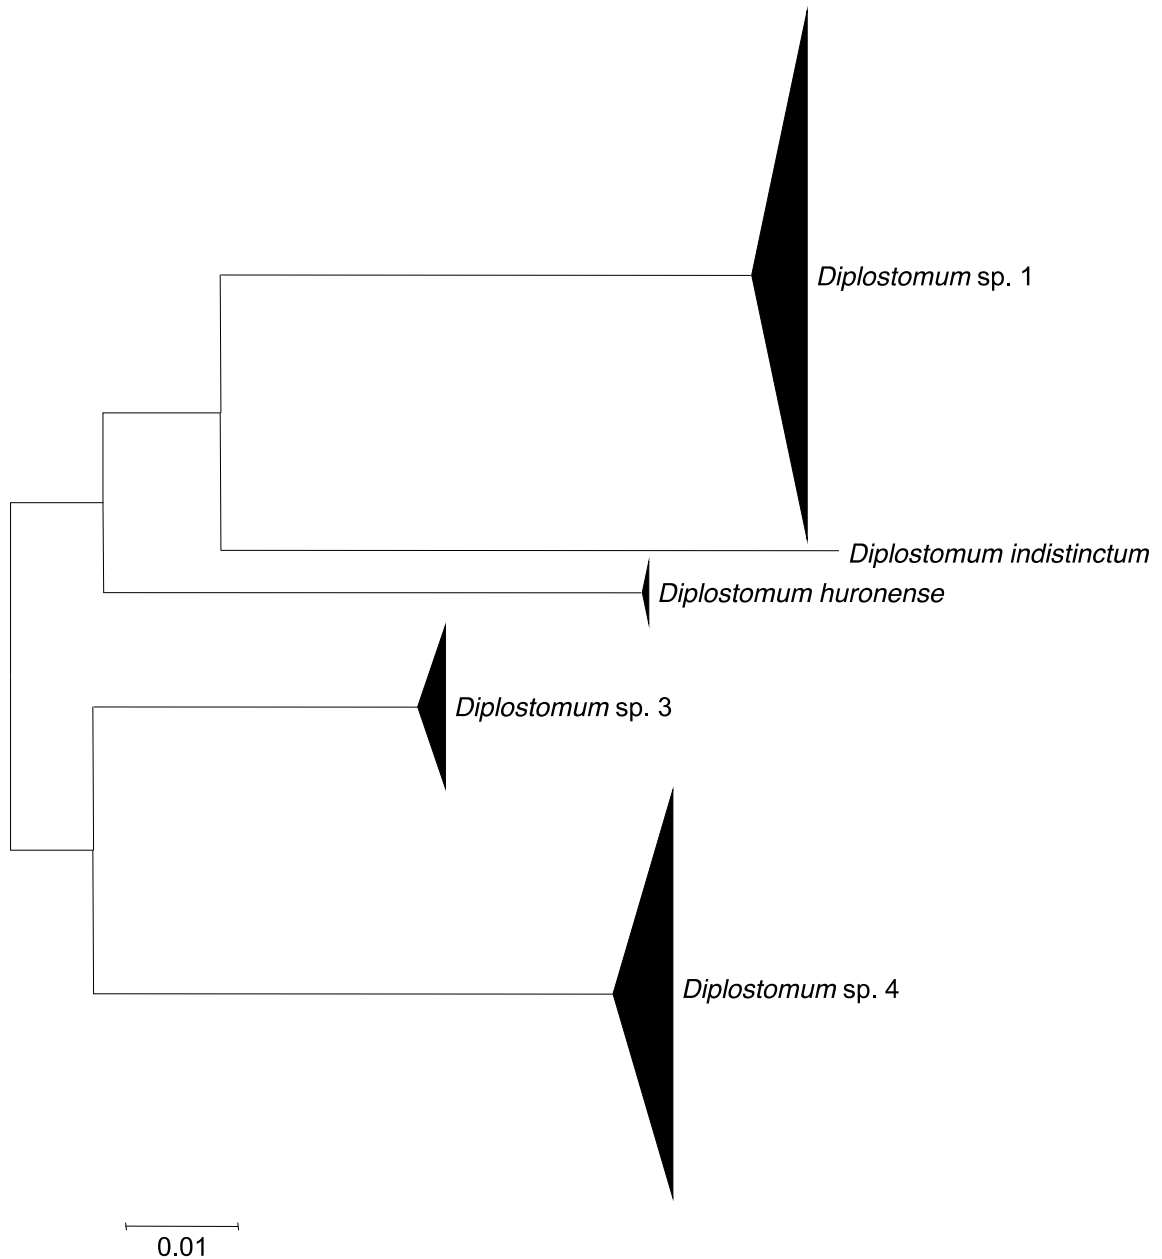 Diplostomum sp. 1
Diplostomum indistinctum
Diplostomum huronense
Diplostomum sp. 3
Diplostomum sp. 4
0.01